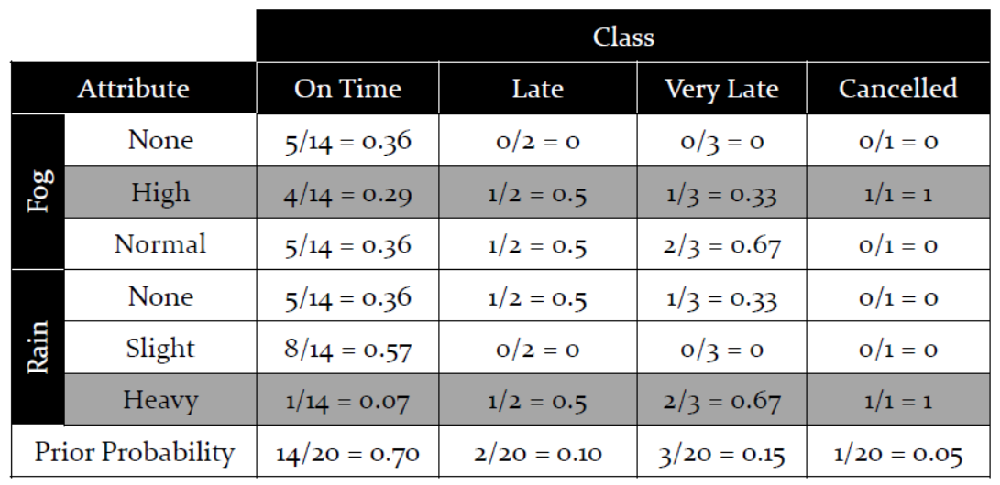 Class
Attribute On Time Late Very Late Cancelled
Fog
None 5/14 = 0.36 0/2 = 0 0/3 = 0 0/1 = 0
High 4/14 = 0.29 1/2 = 0.5 1/3 = 0.33 1/1 = 1
Normal 5/14 = 0.36 1/2 = 0.5 2/3 = 0.67 0/1 = 0
Rain
None 5/14 = 0.36 1/2 = 0.5 1/3 = 0.33 0/1 = 0
Slight 8/14 = 0.57 0/2 = 0 0/3 = 0 0/1 = 0
Heavy 1/14 = 0.07 1/2 = 0.5 2/3 = 0.67 1/1 = 1
Prior Probability 14/20 = 0.70 2/20 = 0.10 3/20 = 0.15 1/20 = 0.05